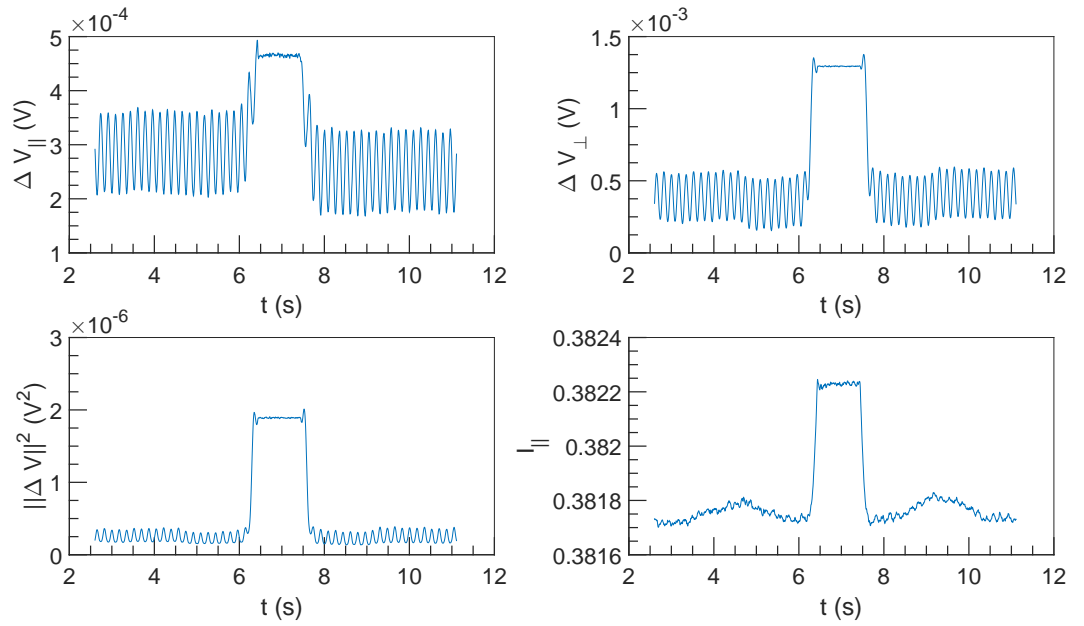 ×10⁻⁴
5
4
3
2
1
Δ V∥ (V)
2 4 6 8 10 12
t (s)
×10⁻³
1.5
1
0.5
0
Δ V⊥ (V)
2 4 6 8 10 12
t (s)
×10⁻⁶
3
2
1
0
||Δ V||² (V²)
2 4 6 8 10 12
t (s)
0.3824
0.3822
0.382
0.3818
0.3816
I∥
2 4 6 8 10 12
t (s)